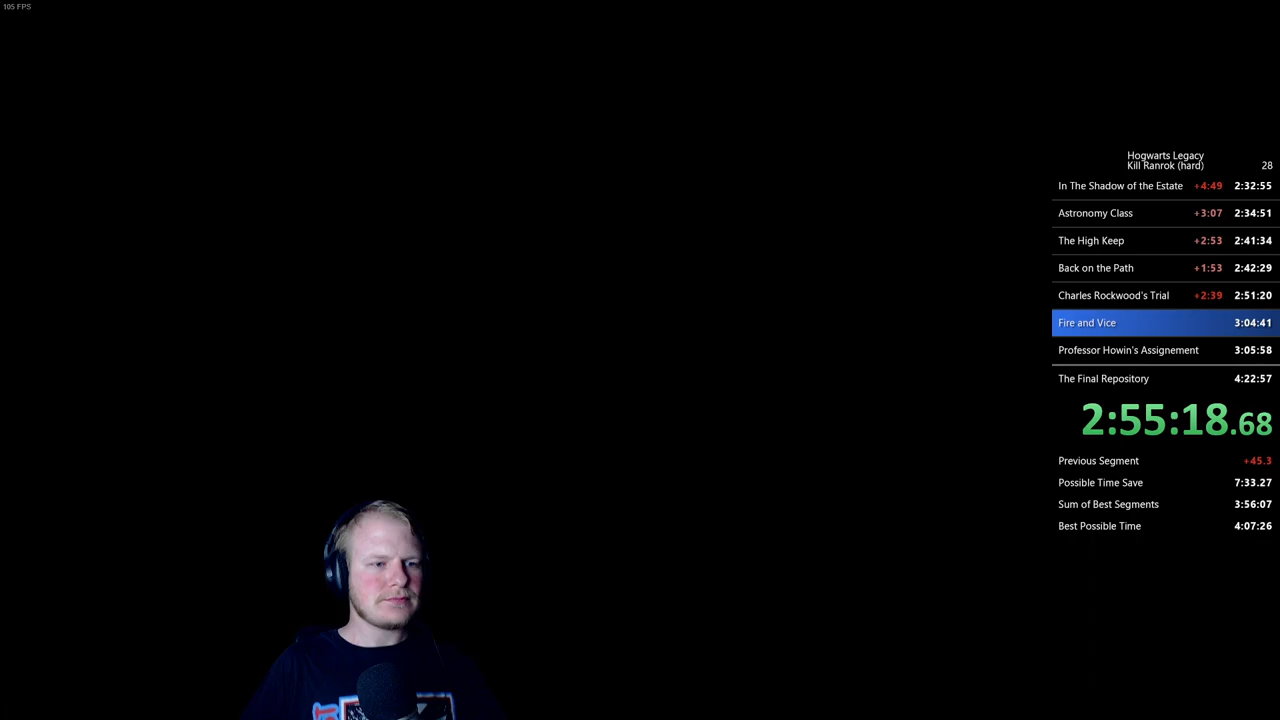 105 FPS
Hogwarts Legacy
Kill Ranrok (hard) 28
In The Shadow of the Estate +4:49 2:32:55
Astronomy Class +3:07 2:34:51
The High Keep +2:53 2:41:34
Back on the Path +1:53 2:42:29
Charles Rockwood's Trial +2:39 2:51:20
Fire and Vice 3:04:41
Professor Howin's Assignement 3:05:58
The Final Repository 4:22:57
2:55:18.68
Previous Segment +45.3
Possible Time Save 7:33.27
Sum of Best Segments 3:56:07
Best Possible Time 4:07:26